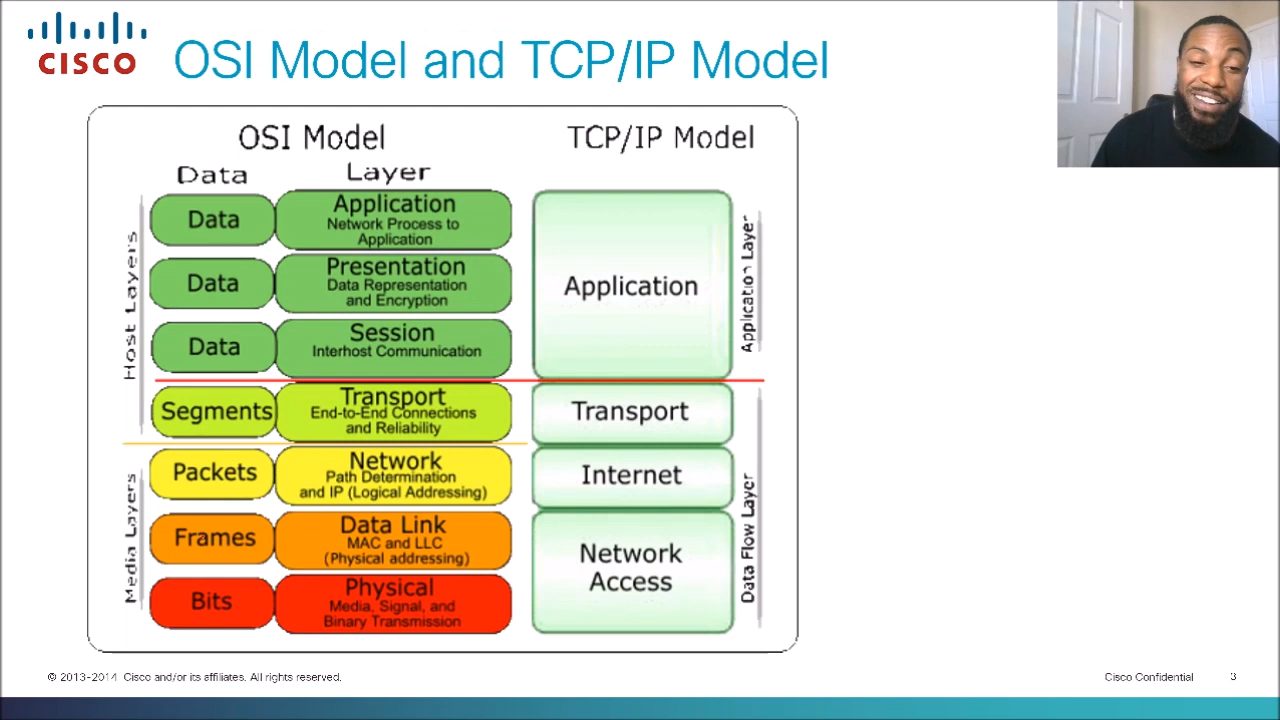 CISCO
OSI Model and TCP/IP Model
OSI Model
TCP/IP Model
Data
Layer
Host Layers
Data
Application
Network Process to
Application
Data
Presentation
Data Representation
and Encryption
Data
Session
Interhost Communication
Segments
Transport
End-to-End Connections
and Reliability
Media Layers
Packets
Network
Path Determination
and IP (Logical Addressing)
Frames
Data Link
MAC and LLC
(Physical addressing)
Bits
Physical
Media, Signal, and
Binary Transmission
Application
Application Layer
Transport
Internet
Network
Access
Data Flow Layer
© 2013-2014 Cisco and/or its affiliates. All rights reserved.
Cisco Confidential
3